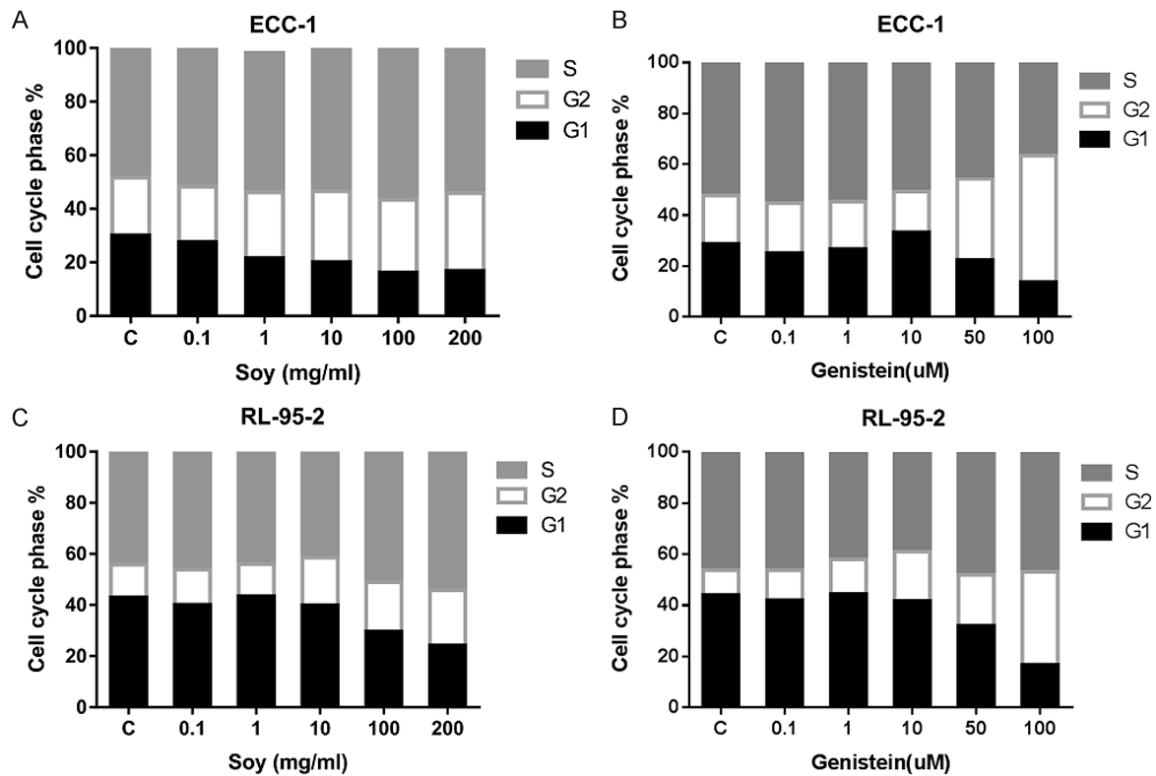 A
ECC-1
Cell cycle phase %
100
80
60
40
20
0
C 0.1 1 10 100 200
Soy (mg/ml)
S
G2
G1
B
ECC-1
Cell cycle phase %
100
80
60
40
20
0
C 0.1 1 10 50 100
Genistein(uM)
S
G2
G1
C
RL-95-2
Cell cycle phase %
100
80
60
40
20
0
C 0.1 1 10 100 200
Soy (mg/ml)
S
G2
G1
D
RL-95-2
Cell cycle phase %
100
80
60
40
20
0
C 0.1 1 10 50 100
Genistein(uM)
S
G2
G1